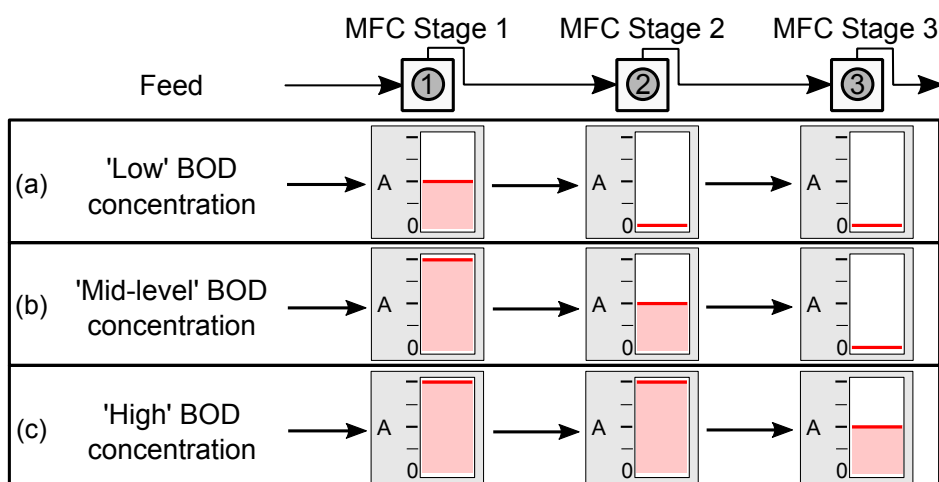 MFC Stage 1 MFC Stage 2 MFC Stage 3
Feed 1 2 3
(a) 'Low' BOD
concentration
A 0 A 0 A 0
(b) 'Mid-level' BOD
concentration
A 0 A 0 A 0
(c) 'High' BOD
concentration
A 0 A 0 A 0